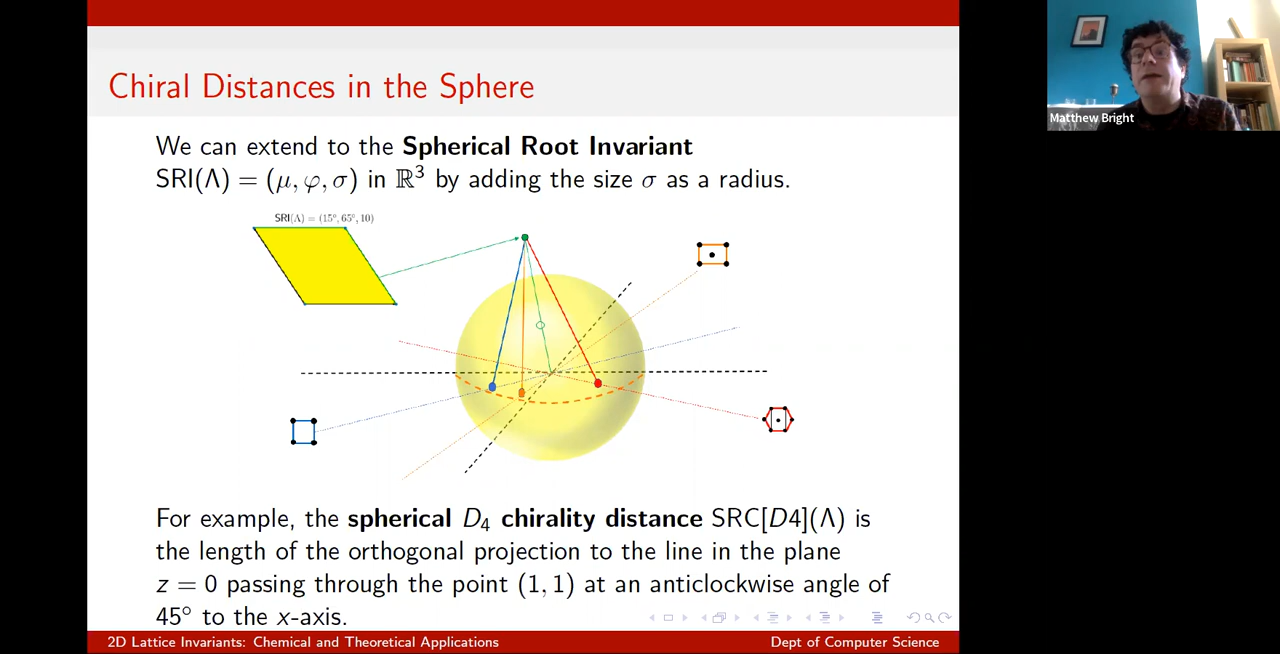 Chiral Distances in the Sphere
Matthew Bright
We can extend to the Spherical Root Invariant
SRI(Λ) = (μ, φ, σ) in ℝ³ by adding the size σ as a radius.
SRI(Λ) = (15°, 65°, 10)
For example, the spherical D₄ chirality distance SRC[D4](Λ) is
the length of the orthogonal projection to the line in the plane
z = 0 passing through the point (1, 1) at an anticlockwise angle of
45° to the x-axis.
2D Lattice Invariants: Chemical and Theoretical Applications
Dept of Computer Science